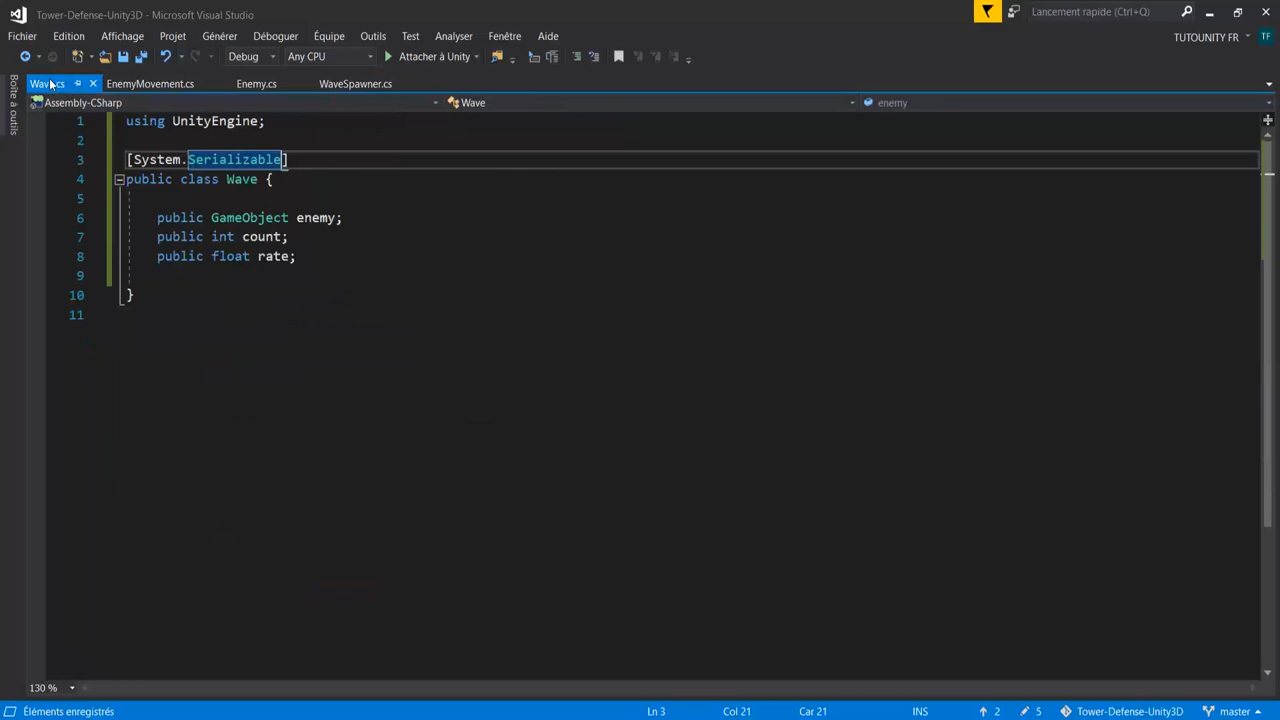 Tower-Defense-Unity3D - Microsoft Visual Studio
Lancement rapide (Ctrl+Q)
Fichier Edition Affichage Projet Générer Déboguer Équipe Outils Test Analyser Fenêtre Aide
TUTOUNITY FR
TF
Debug Any CPU Attacher à Unity
Boîte à outils
Wave.cs EnemyMovement.cs Enemy.cs WaveSpawner.cs
Assembly-CSharp Wave enemy
1 using UnityEngine;
2
3 [System.Serializable]
4 public class Wave {
5
6 public GameObject enemy;
7 public int count;
8 public float rate;
9
10 }
11
130 %
Éléments enregistrés Ln 3 Col 21 Car 21 INS 2 5 Tower-Defense-Unity3D master